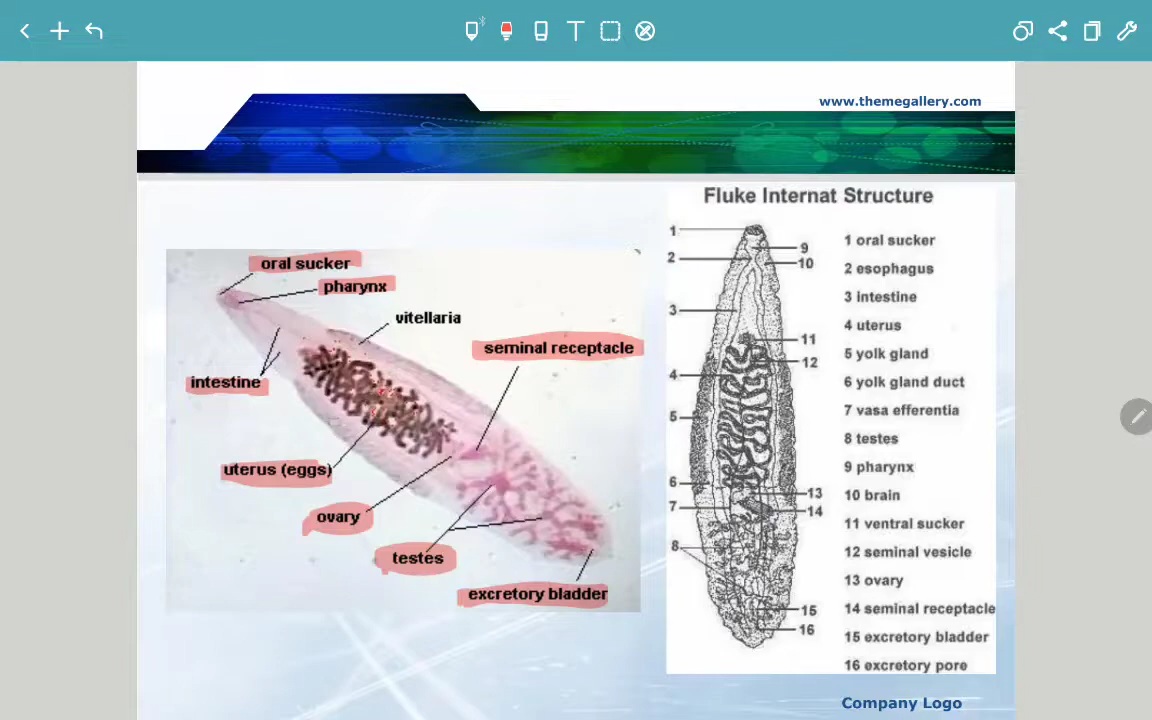 T
www.themegallery.com
oral sucker
pharynx
vitellaria
seminal receptacle
intestine
uterus (eggs)
ovary
testes
excretory bladder
Fluke Internat Structure
1
2
3
4
5
6
7
8
9
10
11
12
13
14
15
16
1 oral sucker
2 esophagus
3 intestine
4 uterus
5 yolk gland
6 yolk gland duct
7 vasa efferentia
8 testes
9 pharynx
10 brain
11 ventral sucker
12 seminal vesicle
13 ovary
14 seminal receptacle
15 excretory bladder
16 excretory pore
Company Logo